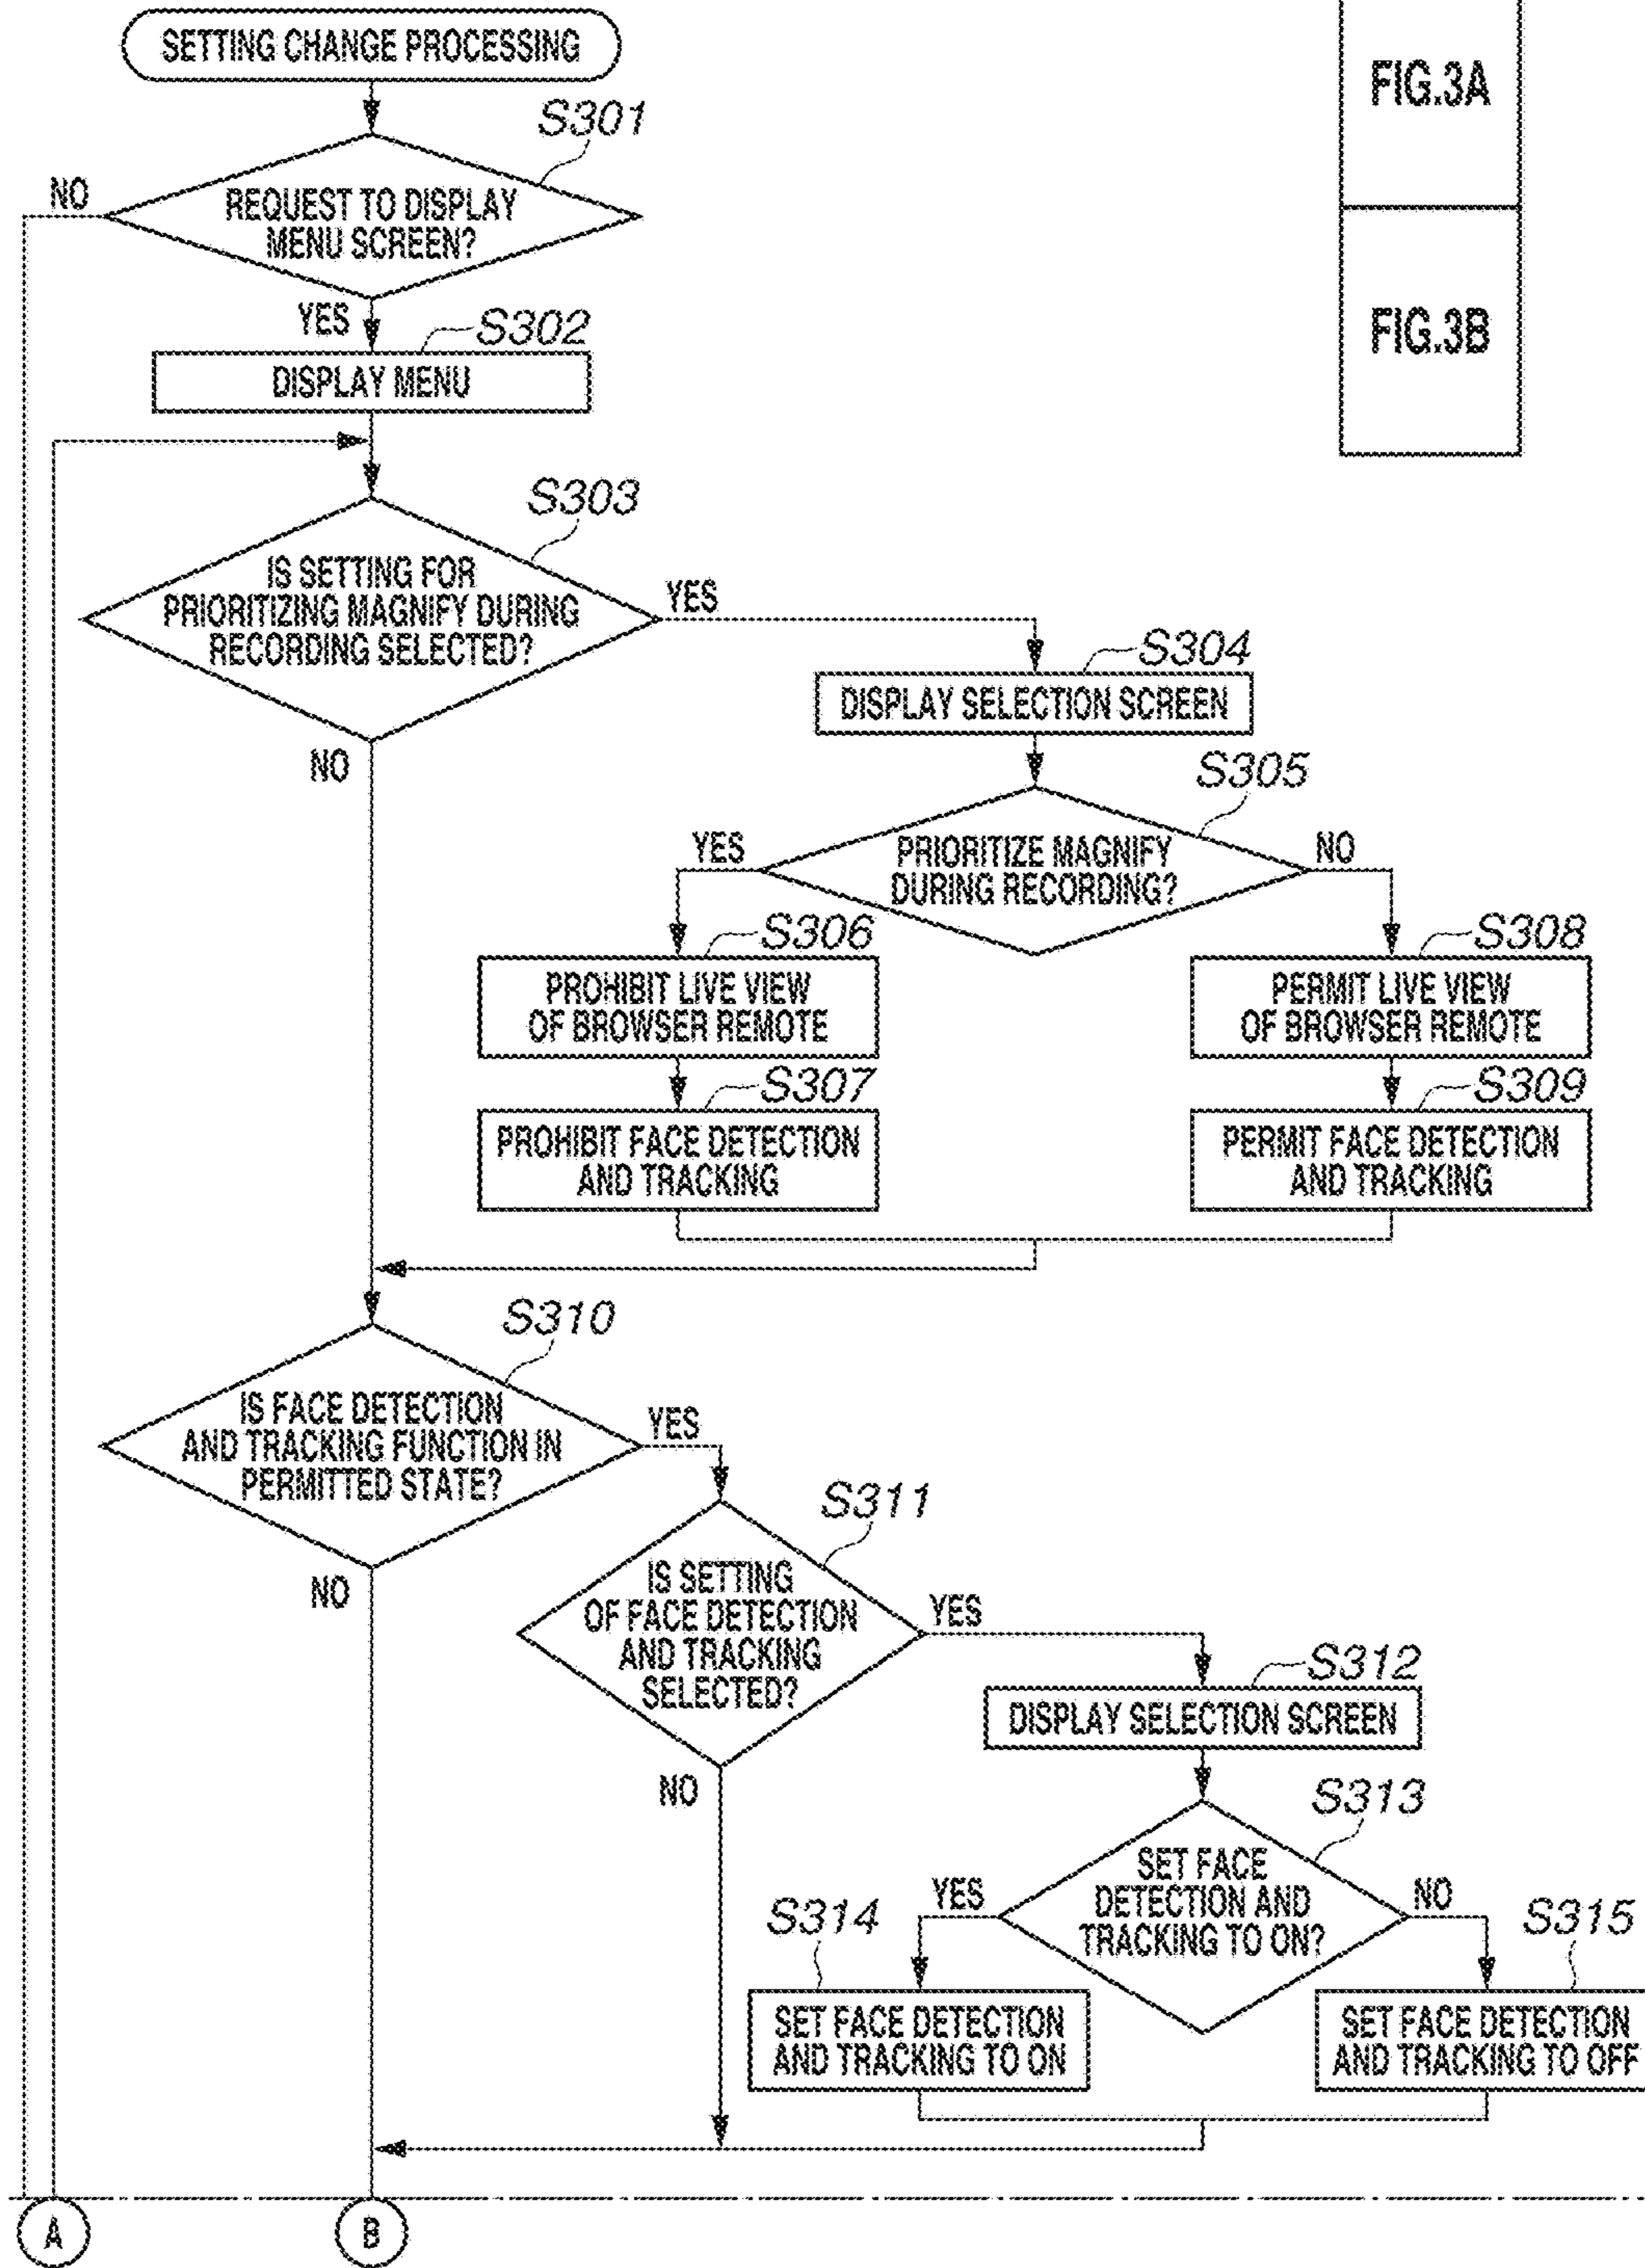 SETTING CHANGE PROCESSING
FIG.3A
FIG.3B
S301
NO
REQUEST TO DISPLAY
MENU SCREEN?
YES
S302
DISPLAY MENU
S303
IS SETTING FOR
PRIORITIZING MAGNIFY DURING
RECORDING SELECTED?
YES
NO
S304
DISPLAY SELECTION SCREEN
S305
YES
PRIORITIZE MAGNIFY
DURING RECORDING?
NO
S306
PROHIBIT LIVE VIEW
OF BROWSER REMOTE
S308
PERMIT LIVE VIEW
OF BROWSER REMOTE
S307
PROHIBIT FACE DETECTION
AND TRACKING
S309
PERMIT FACE DETECTION
AND TRACKING
S310
IS FACE DETECTION
AND TRACKING FUNCTION IN
PERMITTED STATE?
YES
NO
S311
IS SETTING
OF FACE DETECTION
AND TRACKING
SELECTED?
YES
NO
S312
DISPLAY SELECTION SCREEN
S313
SET FACE
DETECTION AND
TRACKING TO ON?
YES
NO
S314
SET FACE DETECTION
AND TRACKING TO ON
S315
SET FACE DETECTION
AND TRACKING TO OFF
A
B